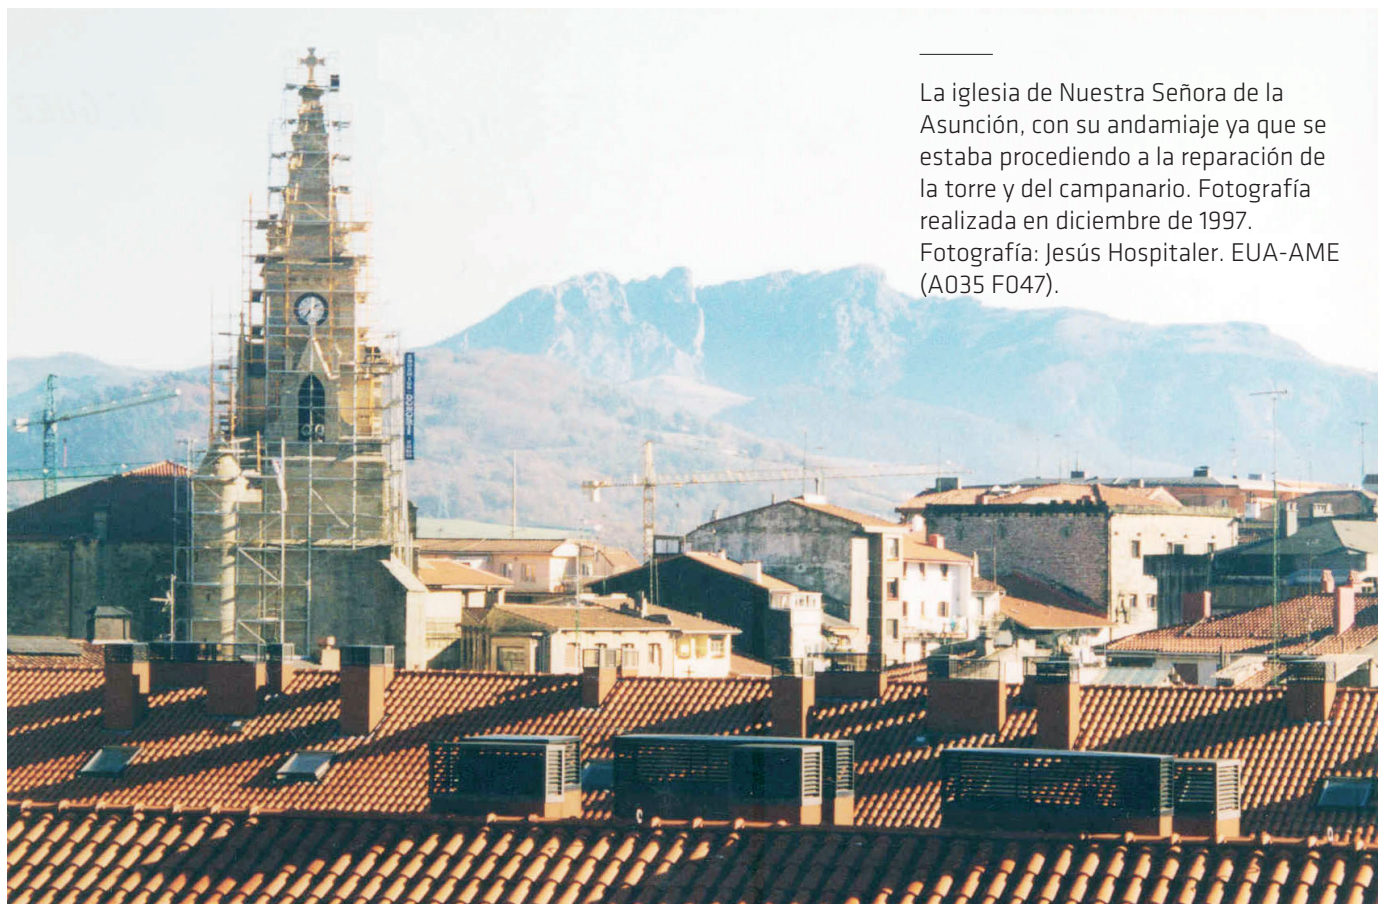 La iglesia de Nuestra Señora de la
Asunción, con su andamiaje ya que se
estaba procediendo a la reparación de
la torre y del campanario. Fotografía
realizada en diciembre de 1997.
Fotografía: Jesús Hospitaler. EUA-AME
(A035 F047).